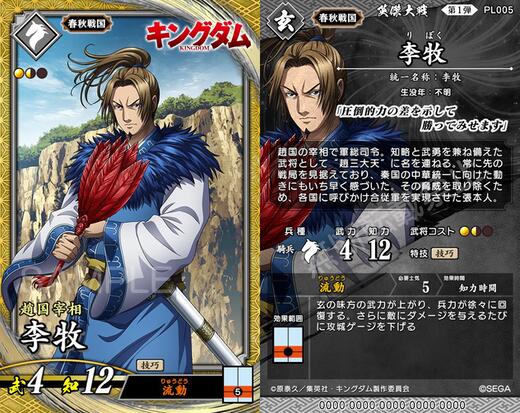 春秋戦国
キングダム
KINGDOM
趙国宰相
李牧
技巧
武4 知12
りゅうどう
流動
5
玄
春秋戦国
英傑大戦
第1弾
PL005
り ぼく
李牧
統一名称:李牧
生没年:不明
「圧倒的力の差を示して
勝ってみせます」
趙国の宰相で軍総司令。知略と武勇を兼ね備えた
武将として“趙三大天”に名を連ねる。常に先の
戦局を見据えており、秦国の中華統一に向けた動
きにもいち早く感づいた。その脅威を取り除くた
め、各国に呼びかけ合従軍を実現させた張本人。
兵種 武力 知力 武将コスト
騎兵 4 12 特技 技巧
りゅうどう 必要士気 効果時間
流動 5 知力時間
効果範囲
玄の味方の武力が上がり、兵力が徐々に回
復する。さらに敵にダメージを与えるたび
に攻城ゲージを下げる
©原泰久/集英社・キングダム製作委員会 ©SEGA
0000-0000-0000-0000-0000